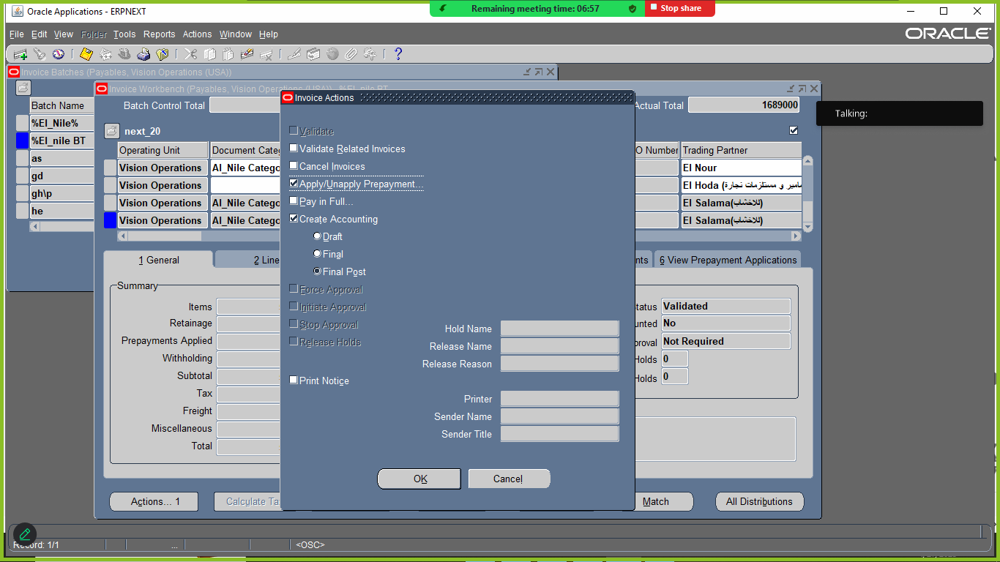 Oracle Applications - ERPNEXT
Remaining meeting time: 06:57
Stop share
File Edit View Folder Tools Reports Actions Window Help
ORACLE
Invoice Batches (Payables, Vision Operations (USA))
Invoice Workbench (Payables, Vision Operations (USA)) - %El_nile BT
Invoice Actions
Batch Name
%El_Nile%
%El_nile BT
as
gd
gh\p
he
Batch Control Total
Actual Total
1689000
Talking:
next_20
Operating Unit
Document Categ
O Number
Trading Partner
Vision Operations
Al_Nile Catego
El Nour
Vision Operations
El Hoda (مسامير و مستلزمات نجارة
Vision Operations
Al_Nile Catego
El Salama(للاخشاب)
Vision Operations
Al_Nile Catego
El Salama(للاخشاب)
Validate
Validate Related Invoices
Cancel Invoices
Apply/Unapply Prepayment...
Pay in Full...
Create Accounting
Draft
Final
Final Post
Force Approval
Initiate Approval
Stop Approval
Release Holds
Print Notice
Hold Name
Release Name
Release Reason
Printer
Sender Name
Sender Title
OK
Cancel
1 General
2 Line
nts
6 View Prepayment Applications
Summary
Items
Retainage
Prepayments Applied
Withholding
Subtotal
Tax
Freight
Miscellaneous
Total
tatus
Validated
unted
No
proval
Not Required
Holds
0
Holds
0
Actions... 1
Calculate Ta
Match
All Distributions
Record: 1/1
...
<OSC>